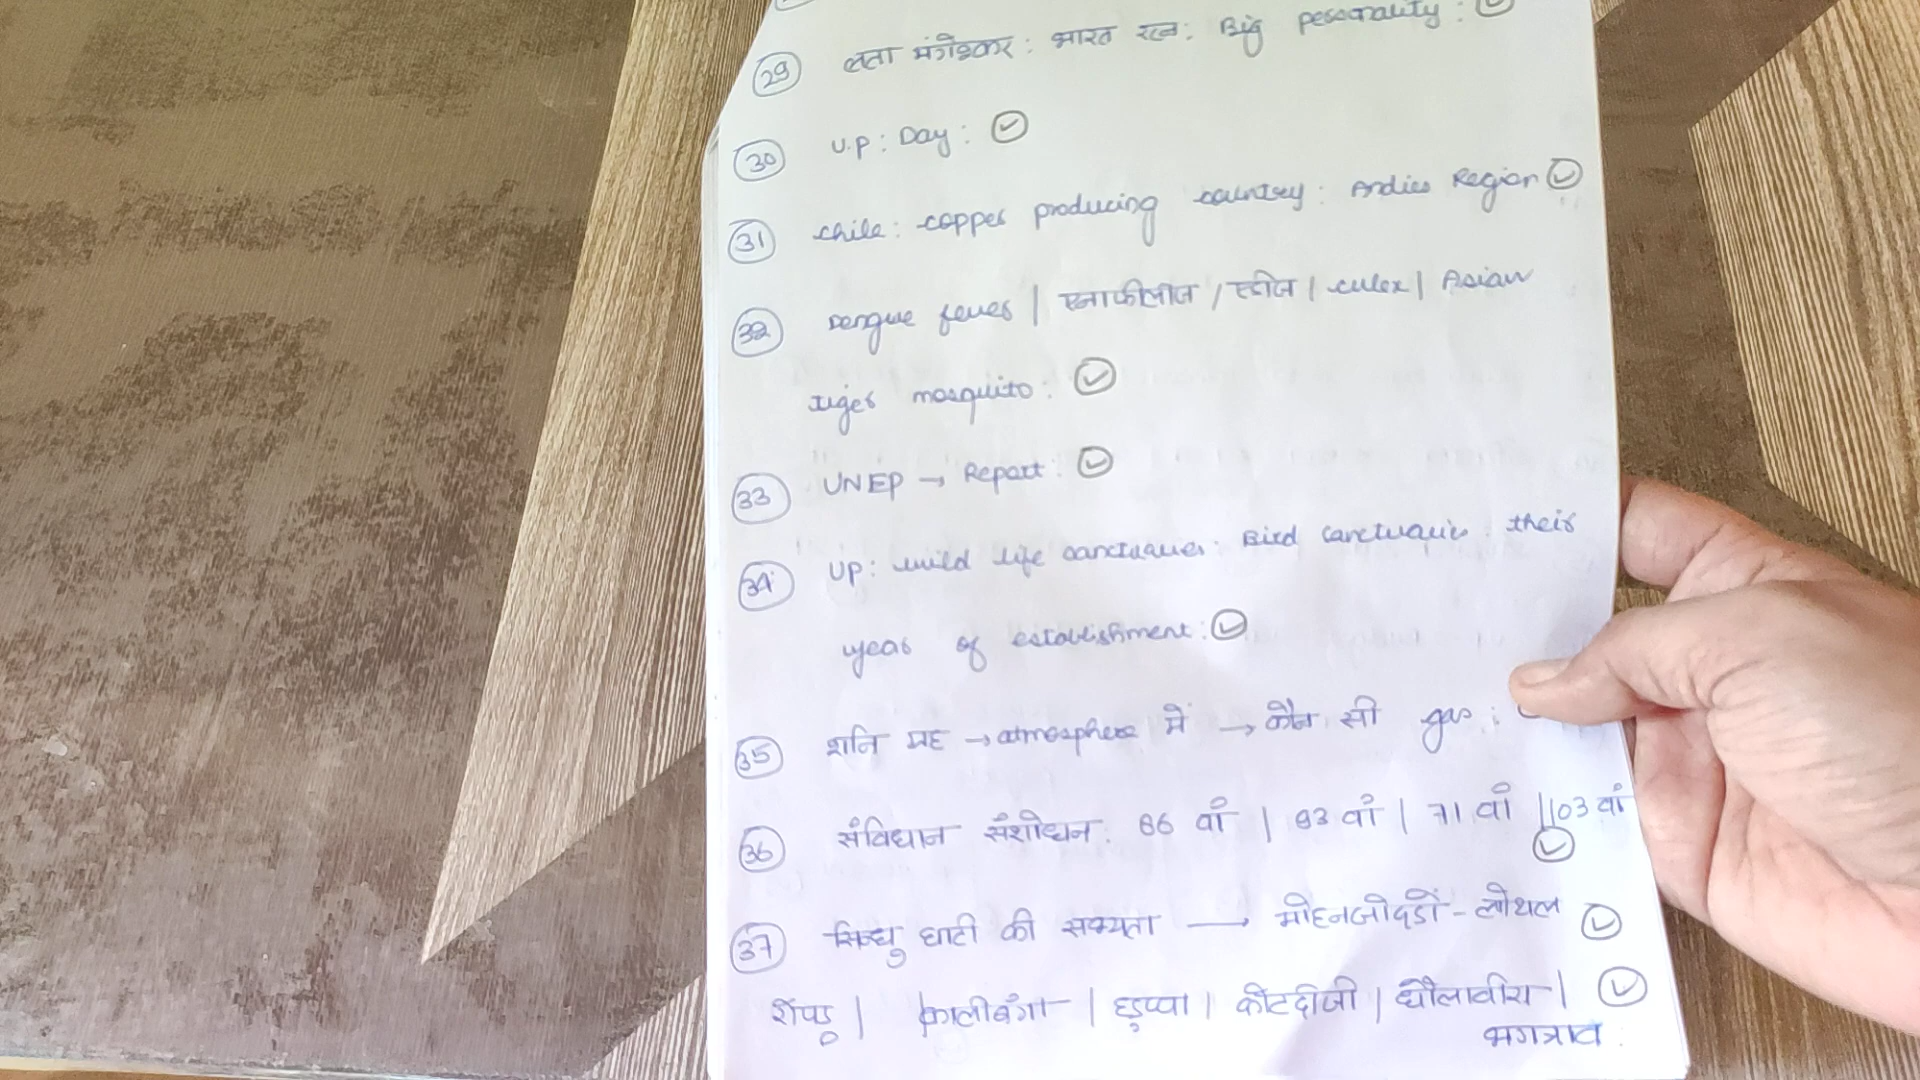 29 लता मंगेशकर : भारत रत्न : Big personality :
30 U.P : Day :
31 chile : copper producing country : Andies Region
32 Dengue fever | एनाफीलीज / एडीज | culex | Asian
tiger mosquito :
33 UNEP → Report :
34 UP : wild life sanctuaries : Bird sanctuaries : their
year of establishment :
35 शनि ग्रह → atmosphere में → कौन सी gas :
36 संविधान संशोधन : 86 वाँ | 93 वाँ | 71 वाँ | 103 वाँ
37 सिन्धु घाटी की सभ्यता → मोहनजोदड़ों - लोथल
रोपड़ | कालीबंगा | हड़प्पा | कोटदीजी | धौलावीरा |
भगत्राव